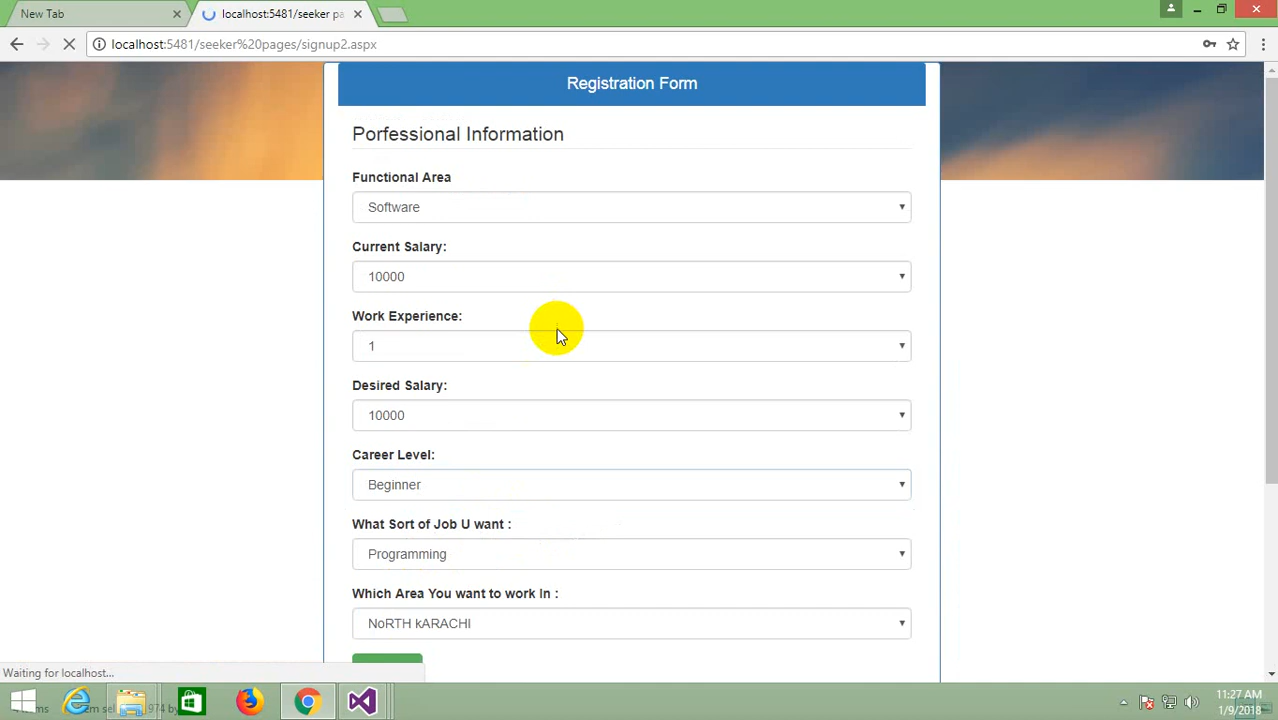 New Tab
localhost:5481/seeker pa
localhost:5481/seeker%20pages/signup2.aspx
Registration Form
Porfessional Information
Functional Area
Software
Current Salary:
10000
Work Experience:
1
Desired Salary:
10000
Career Level:
Beginner
What Sort of Job U want :
Programming
Which Area You want to work In :
NoRTH kARACHI
Waiting for localhost...
11:27 AM
1/9/2018